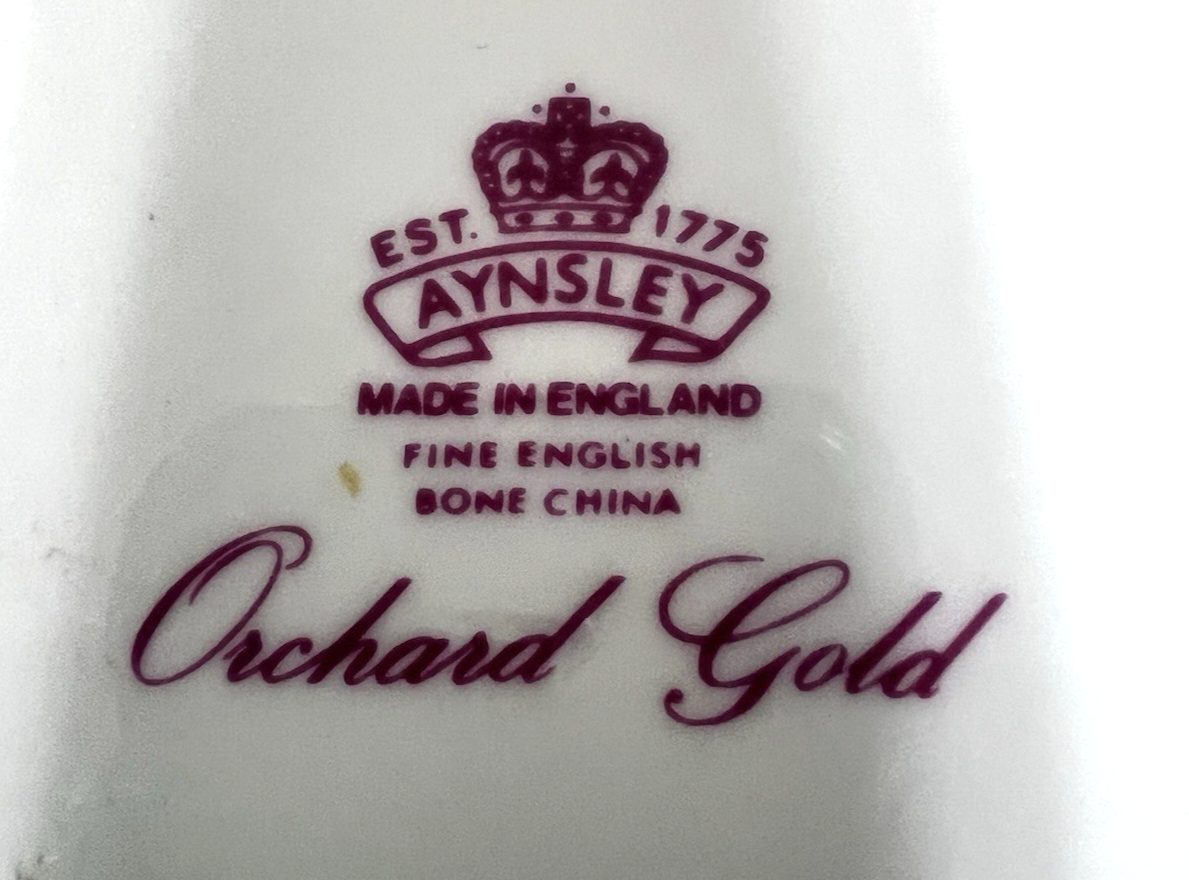 EST. 1775
AYNSLEY
MADE IN ENGLAND
FINE ENGLISH
BONE CHINA
Orchard Gold